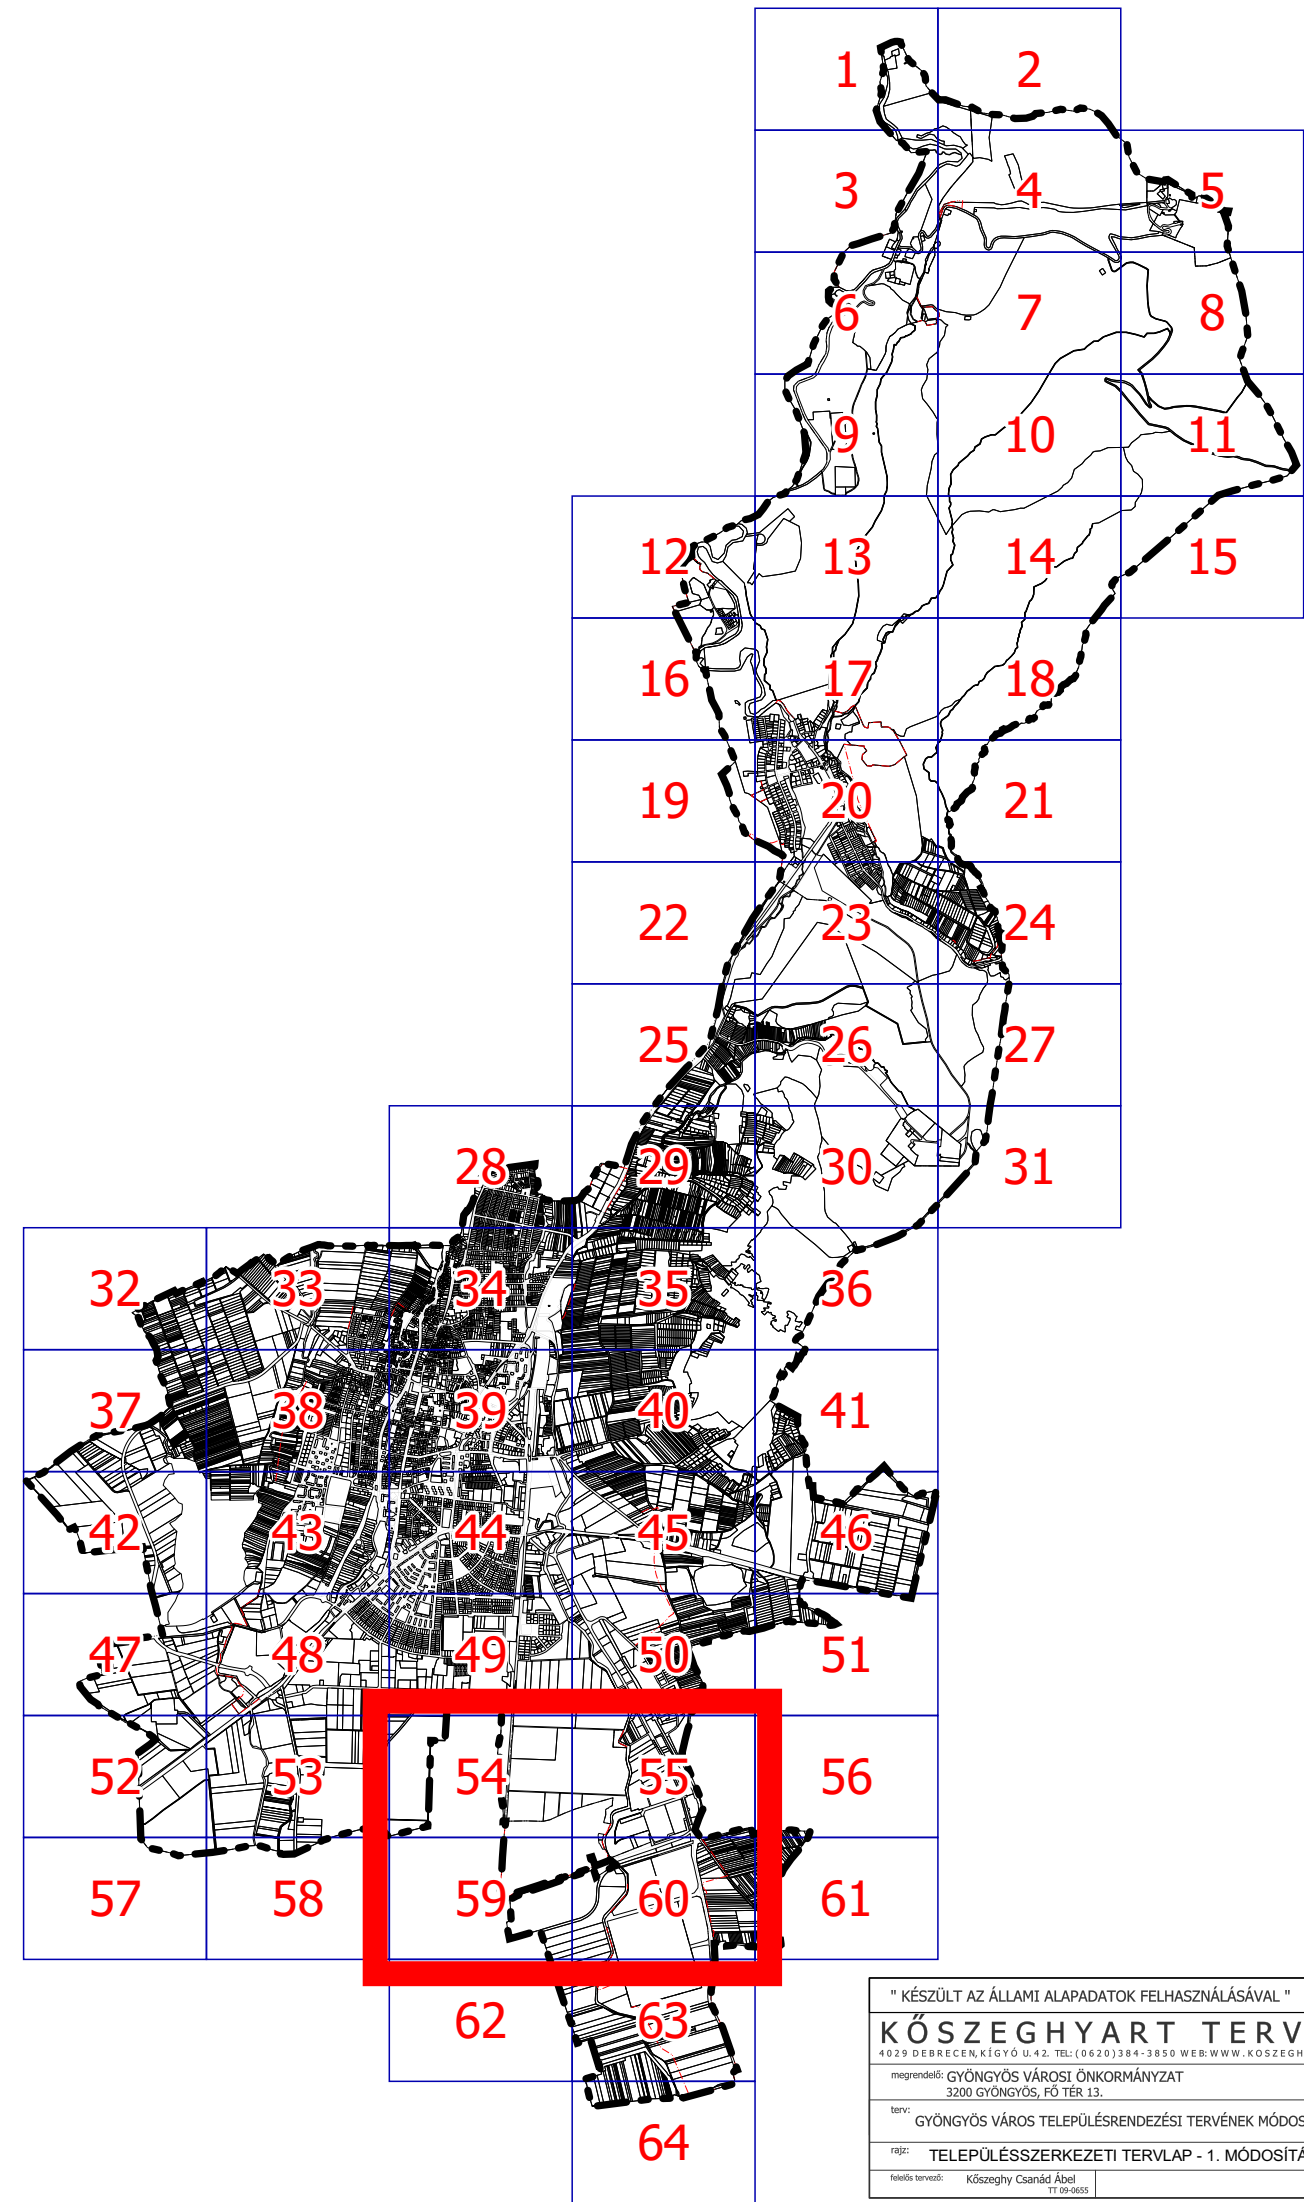 1 2
3 4 5
6 7 8
9 10 11
12 13 14 15
16 17 18
19 20 21
22 23 24
25 26 27
28 29 30 31
32 33 34 35 36
37 38 39 40 41
42 43 44 45 46
47 48 49 50 51
52 53 54 55 56
57 58 59 60 61
62 63
64
" KÉSZÜLT AZ ÁLLAMI ALAPADATOK FELHASZNÁLÁSÁVAL "
KŐSZEGHYART TERV
4029 DEBRECEN, KÍGYÓ U. 42. TEL: (0620)384-3850 WEB: WWW.KOSZEGH
megrendelő: GYÖNGYÖS VÁROSI ÖNKORMÁNYZAT
3200 GYÖNGYÖS, FŐ TÉR 13.
terv: GYÖNGYÖS VÁROS TELEPÜLÉSRENDEZÉSI TERVÉNEK MÓDOS
rajz: TELEPÜLÉSSZERKEZETI TERVLAP - 1. MÓDOSÍTÁ
felelős tervező: Kőszeghy Csanád Ábel
TT 09-0655